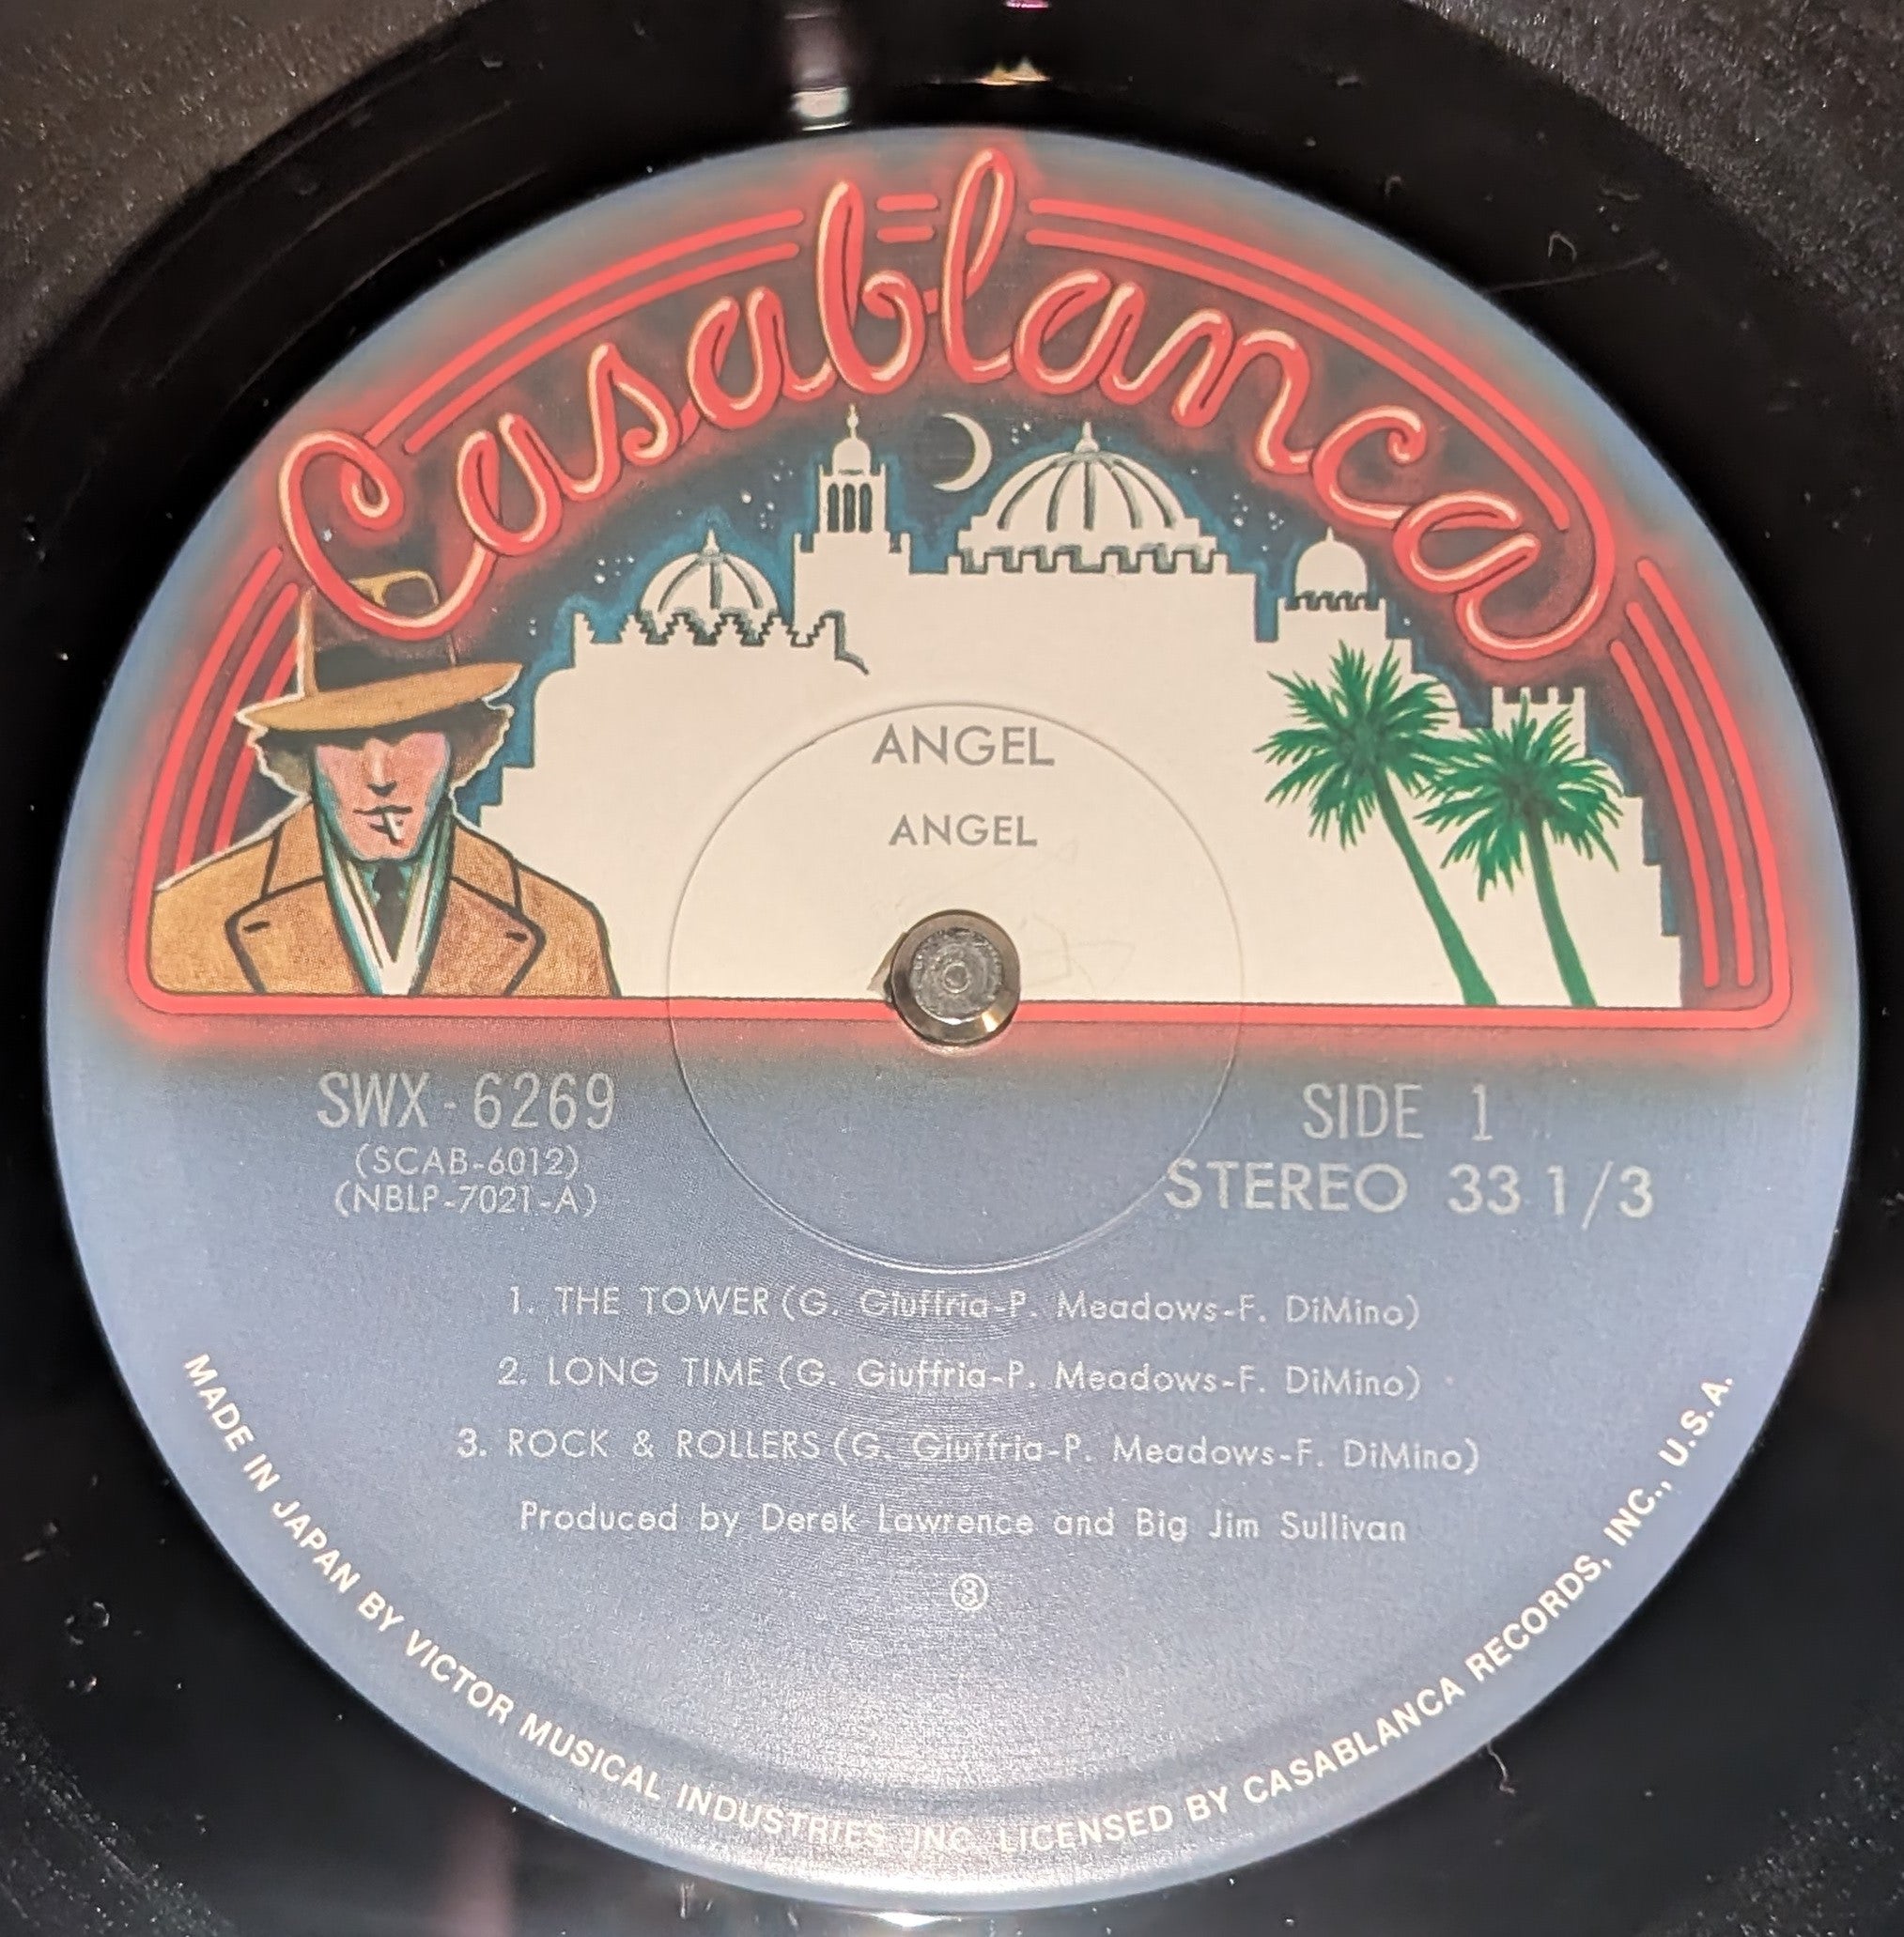 Casablanca
ANGEL
ANGEL
SWX-6269
(SCAB-6012)
(NBLP-7021-A)
SIDE 1
STEREO 33 1/3
1. THE TOWER (G. Giuffria-P. Meadows-F. DiMino)
2. LONG TIME (G. Giuffria-P. Meadows-F. DiMino)
3. ROCK & ROLLERS (G. Giuffria-P. Meadows-F. DiMino)
Produced by Derek Lawrence and Big Jim Sullivan
③
MADE IN JAPAN BY VICTOR MUSICAL INDUSTRIES, INC. LICENSED BY CASABLANCA RECORDS, INC., U.S.A.